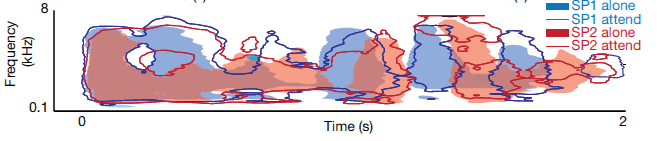 8
SP1 alone
SP1 attend
SP2 alone
SP2 attend
Frequency
(kHz)
0.1
0
2
Time (s)